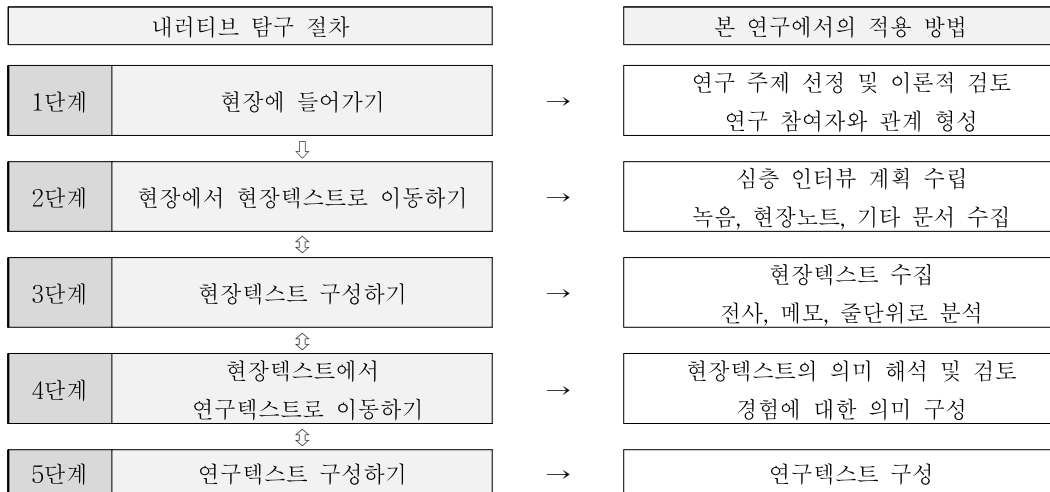 내러티브 탐구 절차
본 연구에서의 적용 방법
1단계
현장에 들어가기
→
연구 주제 선정 및 이론적 검토
연구 참여자와 관계 형성
⇩
2단계
현장에서 현장텍스트로 이동하기
→
심층 인터뷰 계획 수립
녹음, 현장노트, 기타 문서 수집
⇳
3단계
현장텍스트 구성하기
→
현장텍스트 수집
전사, 메모, 줄단위로 분석
⇳
4단계
현장텍스트에서
연구텍스트로 이동하기
→
현장텍스트의 의미 해석 및 검토
경험에 대한 의미 구성
⇳
5단계
연구텍스트 구성하기
→
연구텍스트 구성